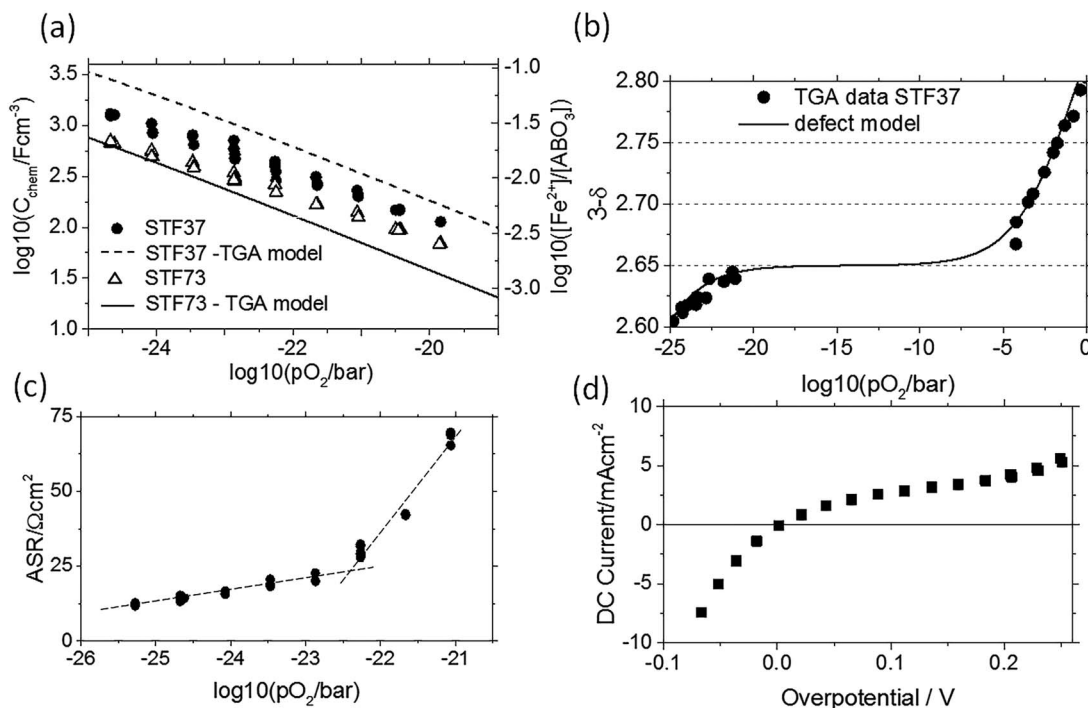 (a)
3.5
3.0
2.5
2.0
1.5
1.0
log10(C_chem/Fcm⁻³)
-1.0
-1.5
-2.0
-2.5
-3.0
log10([Fe²⁺]/[ABO₃])
STF37
STF37 -TGA model
STF73
STF73 - TGA model
-24 -22 -20
log10(pO₂/bar)
(b)
2.80
2.75
2.70
2.65
2.60
3-δ
TGA data STF37
defect model
-25 -20 -15 -10 -5 0
log10(pO₂/bar)
(c)
75
50
25
0
ASR/Ωcm²
-26 -25 -24 -23 -22 -21
log10(pO₂/bar)
(d)
10
5
0
-5
-10
DC Current/mAcm⁻²
-0.1 0.0 0.1 0.2
Overpotential / V